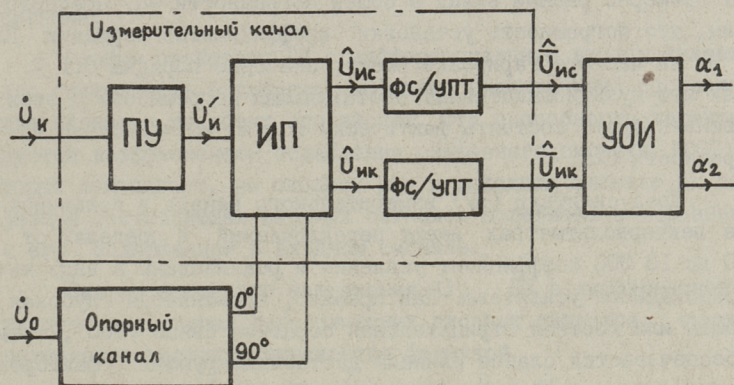 Измерительный канал
U̇и
ПУ
U̇′и
ИП
Ûис
ФС/УПТ
Û̄ис
УОИ
α₁
Ûик
ФС/УПТ
Û̄ик
α₂
U̇о
Опорный
канал
0°
90°